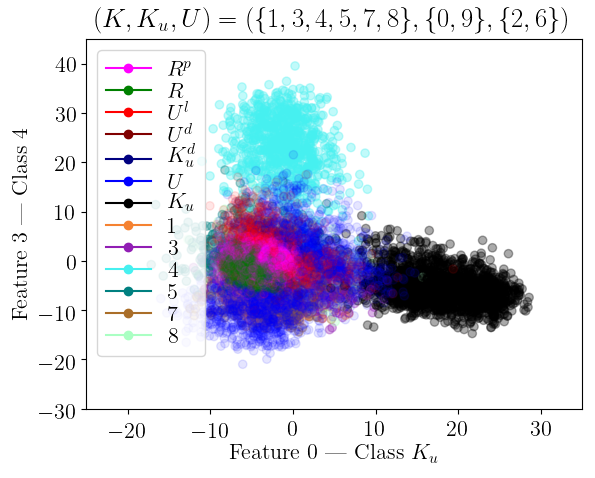 (K, K_u, U) = ({1, 3, 4, 5, 7, 8}, {0, 9}, {2, 6})
Feature 3 — Class 4
40
30
20
10
0
−10
−20
−30
R^p
R
U^l
U^d
K_u^d
U
K_u
1
3
4
5
7
8
−20
−10
0
10
20
30
Feature 0 — Class K_u